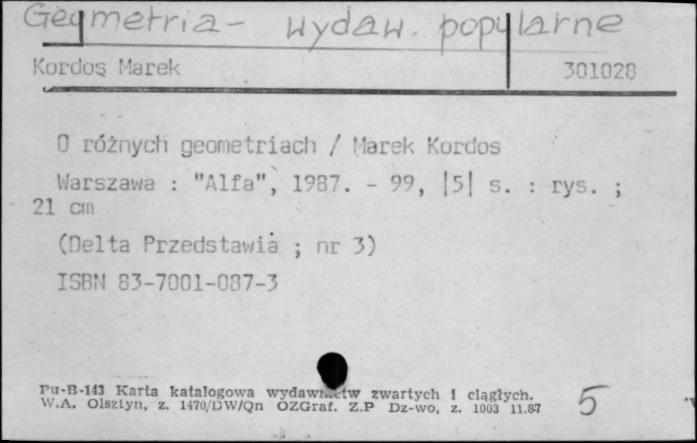 Geometria - wydaw. popularne
Kordos Marek 301028
O różnych geometriach / Marek Kordos
Warszawa : "Alfa", 1987. - 99, |5| s. : rys. ;
21 cm
(Delta Przedstawia ; nr 3)
ISBN 83-7001-087-3
Pu-B-143 Karta katalogowa wydawnictw zwartych i ciągłych.
W.A. Olsztyn, z. 1470/DW/Qn OZGraf. Z.P Dz-wo, z. 1003 11.87
5